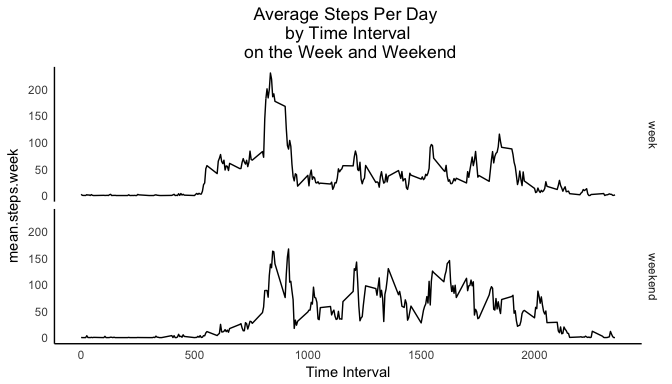 Average Steps Per Day
by Time Interval
on the Week and Weekend
mean.steps.week
200
150
100
50
0
week
200
150
100
50
0
weekend
0 500 1000 1500 2000
Time Interval